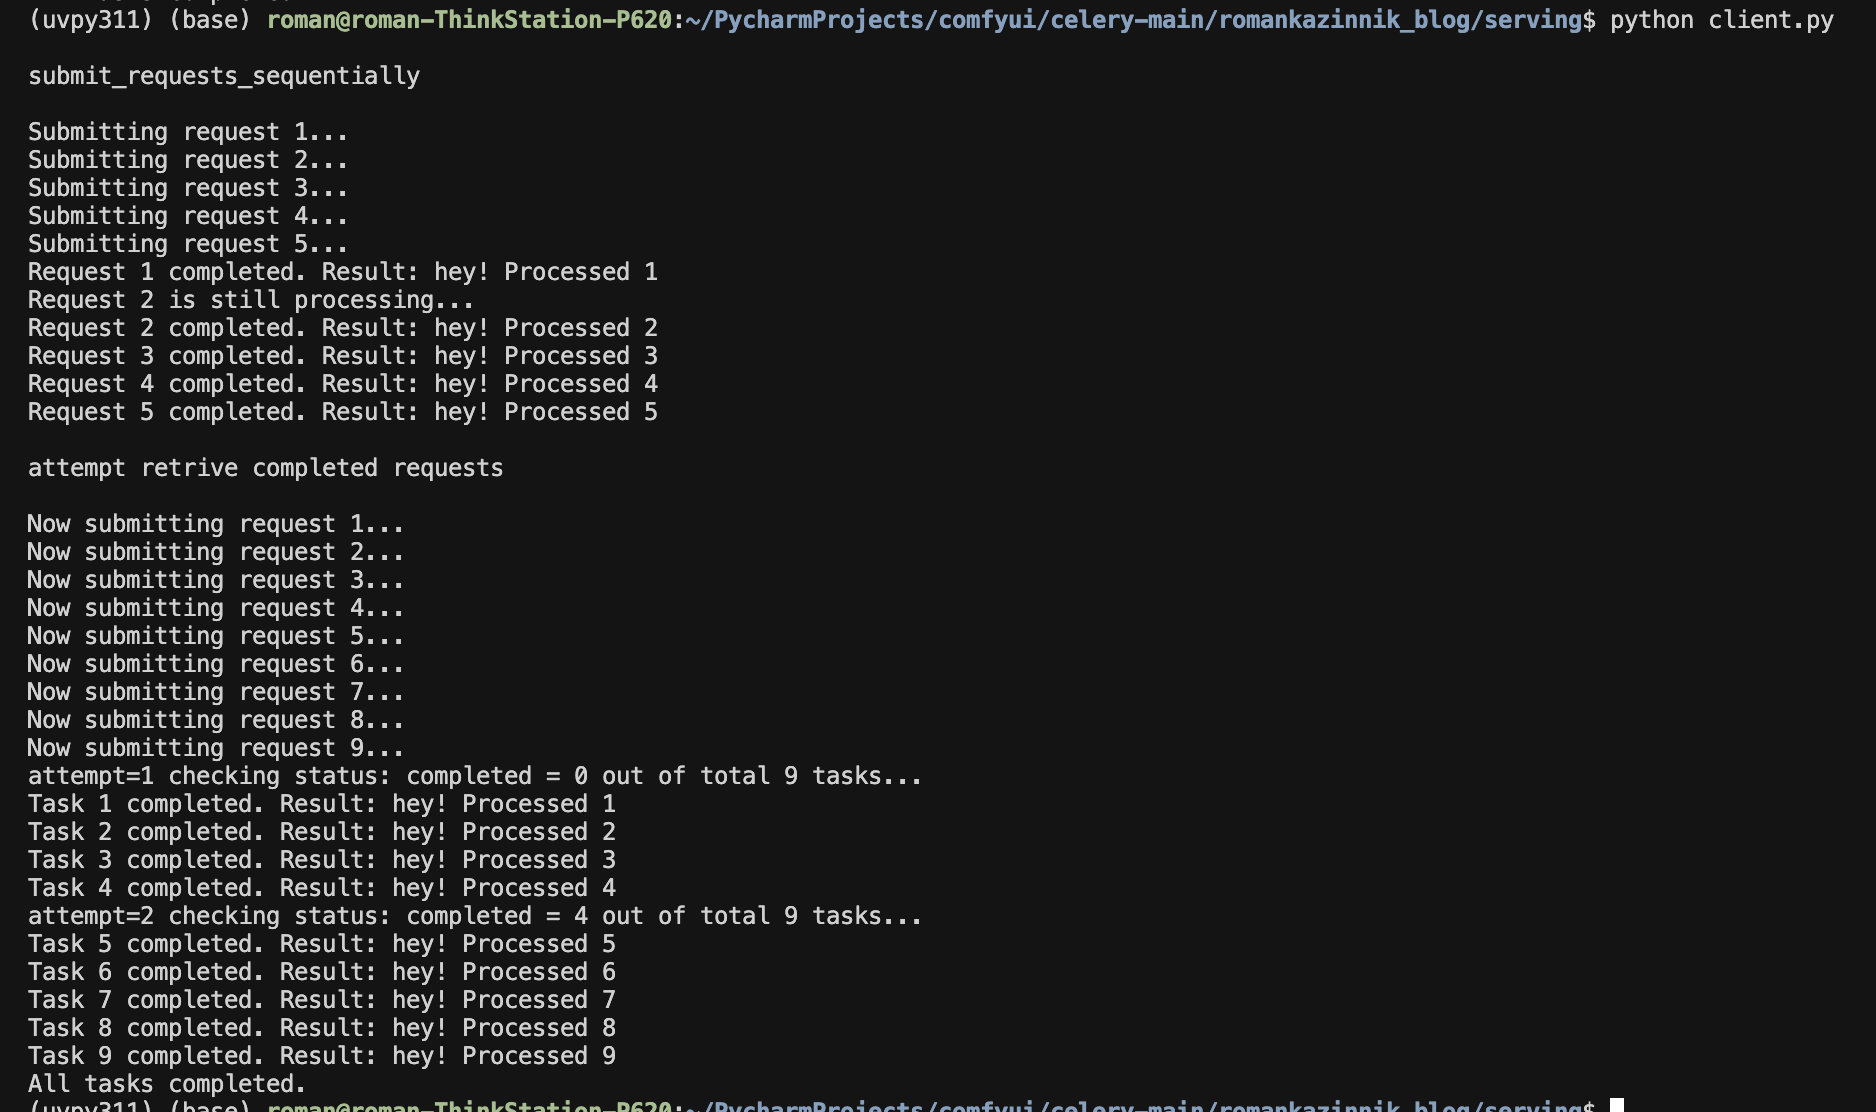 (uvpy311) (base) roman@roman-ThinkStation-P620:~/PycharmProjects/comfyui/celery-main/romankazinnik_blog/serving$ python client.py
submit_requests_sequentially
Submitting request 1...
Submitting request 2...
Submitting request 3...
Submitting request 4...
Submitting request 5...
Request 1 completed. Result: hey! Processed 1
Request 2 is still processing...
Request 2 completed. Result: hey! Processed 2
Request 3 completed. Result: hey! Processed 3
Request 4 completed. Result: hey! Processed 4
Request 5 completed. Result: hey! Processed 5
attempt retrive completed requests
Now submitting request 1...
Now submitting request 2...
Now submitting request 3...
Now submitting request 4...
Now submitting request 5...
Now submitting request 6...
Now submitting request 7...
Now submitting request 8...
Now submitting request 9...
attempt=1 checking status: completed = 0 out of total 9 tasks...
Task 1 completed. Result: hey! Processed 1
Task 2 completed. Result: hey! Processed 2
Task 3 completed. Result: hey! Processed 3
Task 4 completed. Result: hey! Processed 4
attempt=2 checking status: completed = 4 out of total 9 tasks...
Task 5 completed. Result: hey! Processed 5
Task 6 completed. Result: hey! Processed 6
Task 7 completed. Result: hey! Processed 7
Task 8 completed. Result: hey! Processed 8
Task 9 completed. Result: hey! Processed 9
All tasks completed.
(uvpy311) (base) roman@roman-ThinkStation-P620:~/PycharmProjects/comfyui/celery-main/romankazinnik_blog/serving$